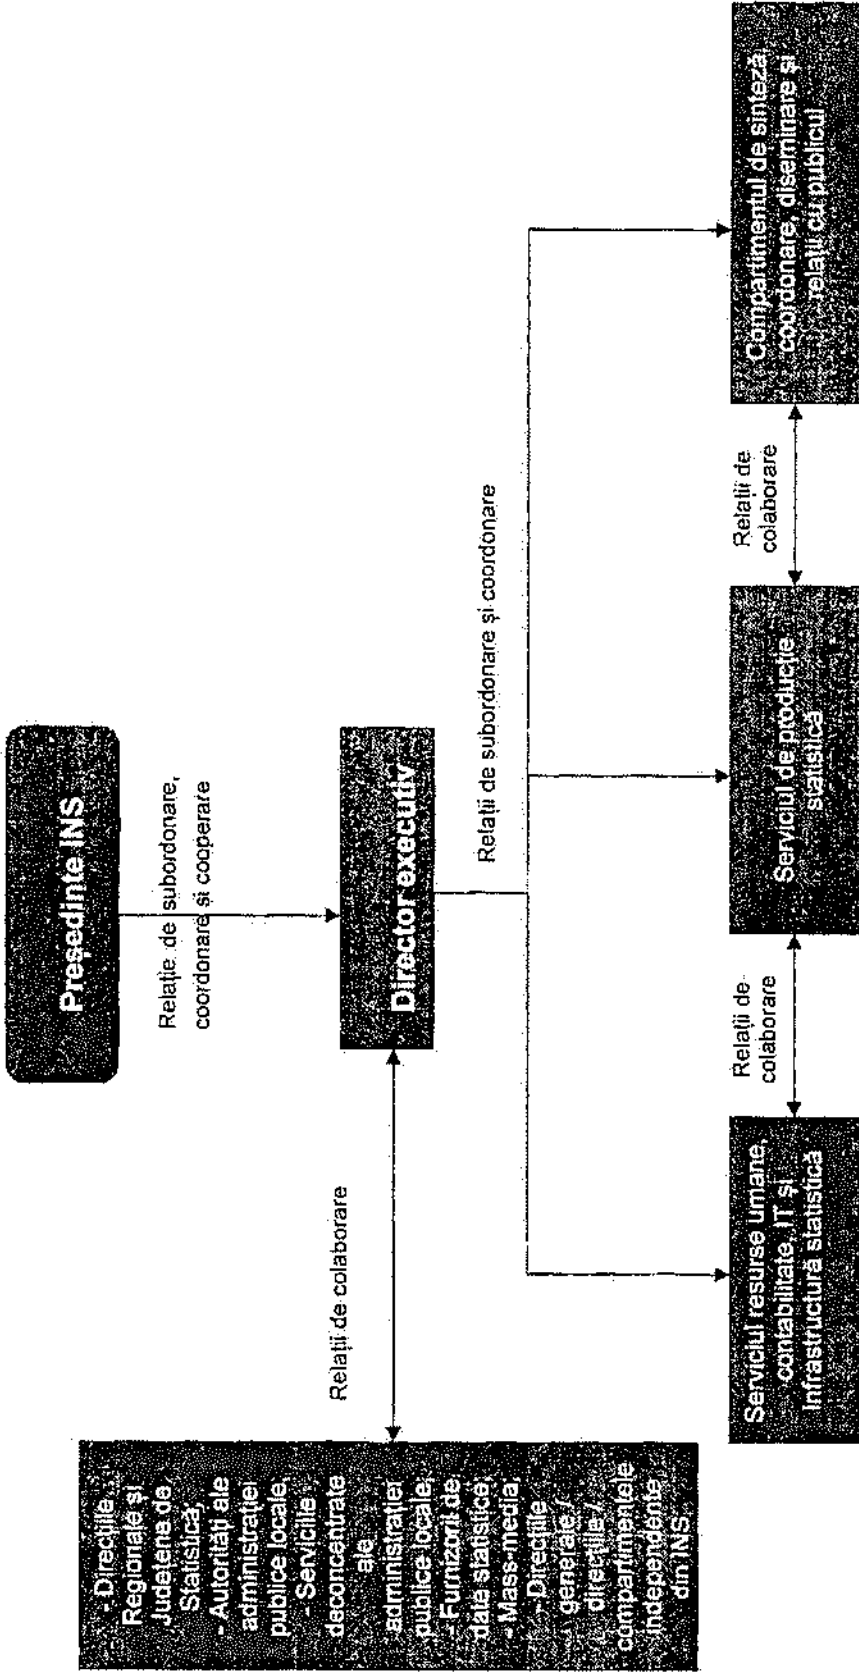 Președinte INS
Relație de subordonare,
coordonare și cooperare
- Direcțiile
Regionale și
Județene de
Statistică;
- Autorități ale
administrației
publice locale;
- Serviciile
deconcentrate
ale
administrației
publice locale;
- Furnizorii de
date statistice;
- Mass-media;
-Direcțiile
generale /
direcțiile /
compartimentele
independente
din INS
Relații de colaborare
Director executiv
Relații de subordonare și coordonare
Serviciul resurse umane,
contabilitate, IT și
Infrastructură statistică
Relații de
colaborare
Serviciul de producție
statistică
Relații de
colaborare
Compartimentul de sinteză
coordonare, diseminare și
relații cu publicul